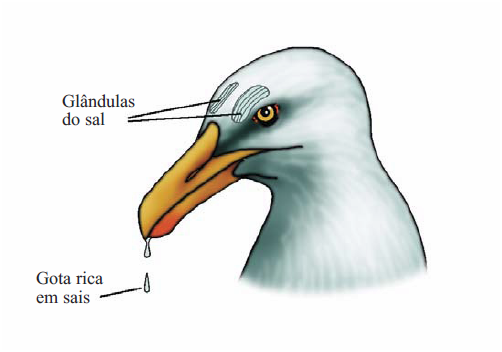 Glândulas
do sal
Gota rica
em sais